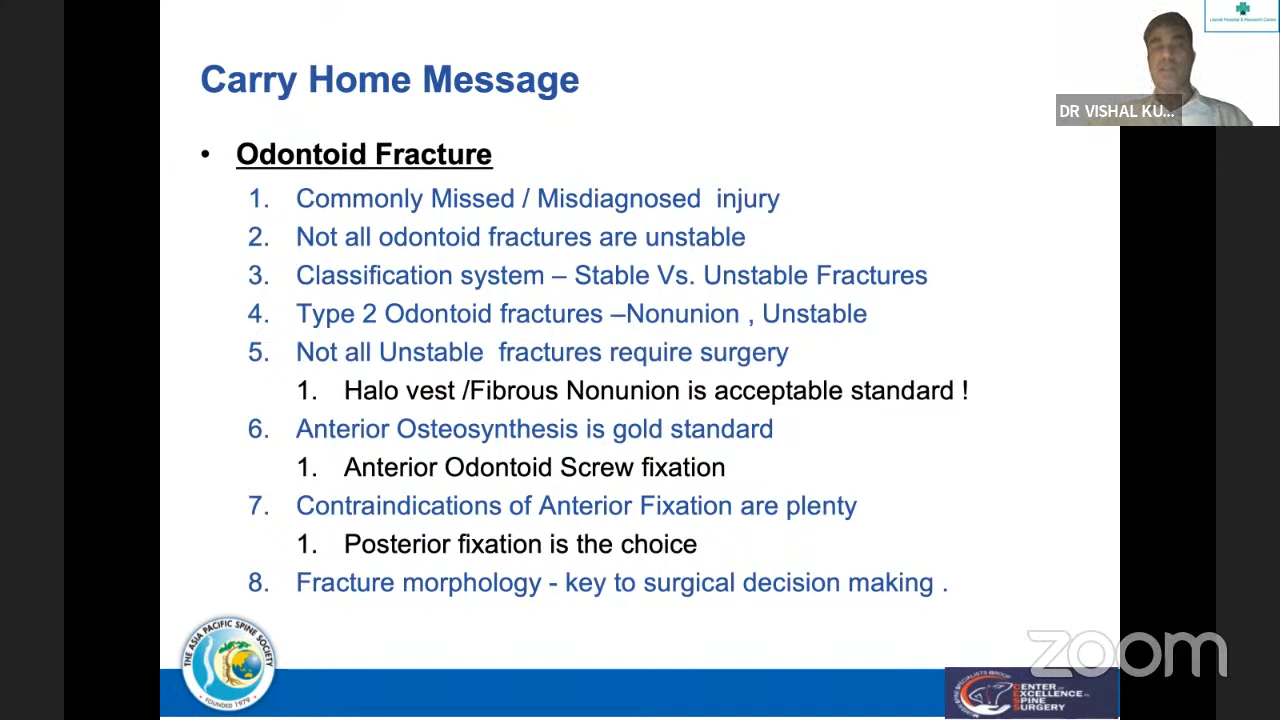 Carry Home Message
• Odontoid Fracture
1. Commonly Missed / Misdiagnosed injury
2. Not all odontoid fractures are unstable
3. Classification system – Stable Vs. Unstable Fractures
4. Type 2 Odontoid fractures –Nonunion , Unstable
5. Not all Unstable fractures require surgery
1. Halo vest /Fibrous Nonunion is acceptable standard !
6. Anterior Osteosynthesis is gold standard
1. Anterior Odontoid Screw fixation
7. Contraindications of Anterior Fixation are plenty
1. Posterior fixation is the choice
8. Fracture morphology - key to surgical decision making .
DR VISHAL KU...
THE ASIA PACIFIC SPINE SOCIETY
FOUNDED 1979
CENTER
EXCELLENCE
SPINE
SURGERY
zoom